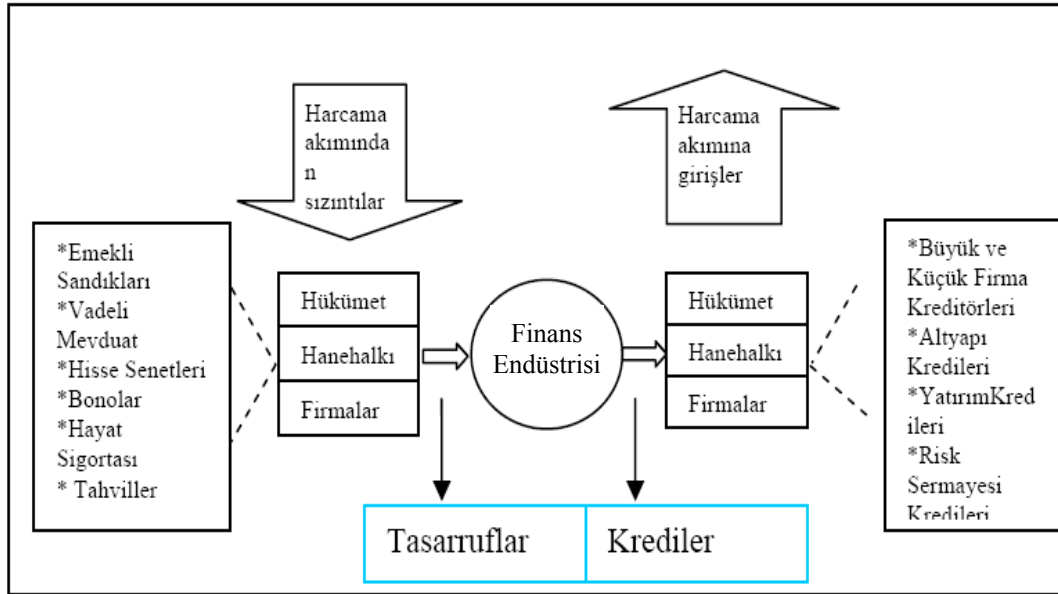 Harcama
akımında
n
sızıntılar
Harcama
akımına
girişler
*Emekli
Sandıkları
*Vadeli
Mevduat
*Hisse Senetleri
*Bonolar
*Hayat
Sigortası
* Tahviller
Hükümet
Hanehalkı
Firmalar
Finans
Endüstrisi
Hükümet
Hanehalkı
Firmalar
*Büyük ve
Küçük Firma
Kreditörleri
*Altyapı
Kredileri
*YatırımKred
ileri
*Risk
Sermayesi
Kredileri
Tasarruflar
Krediler